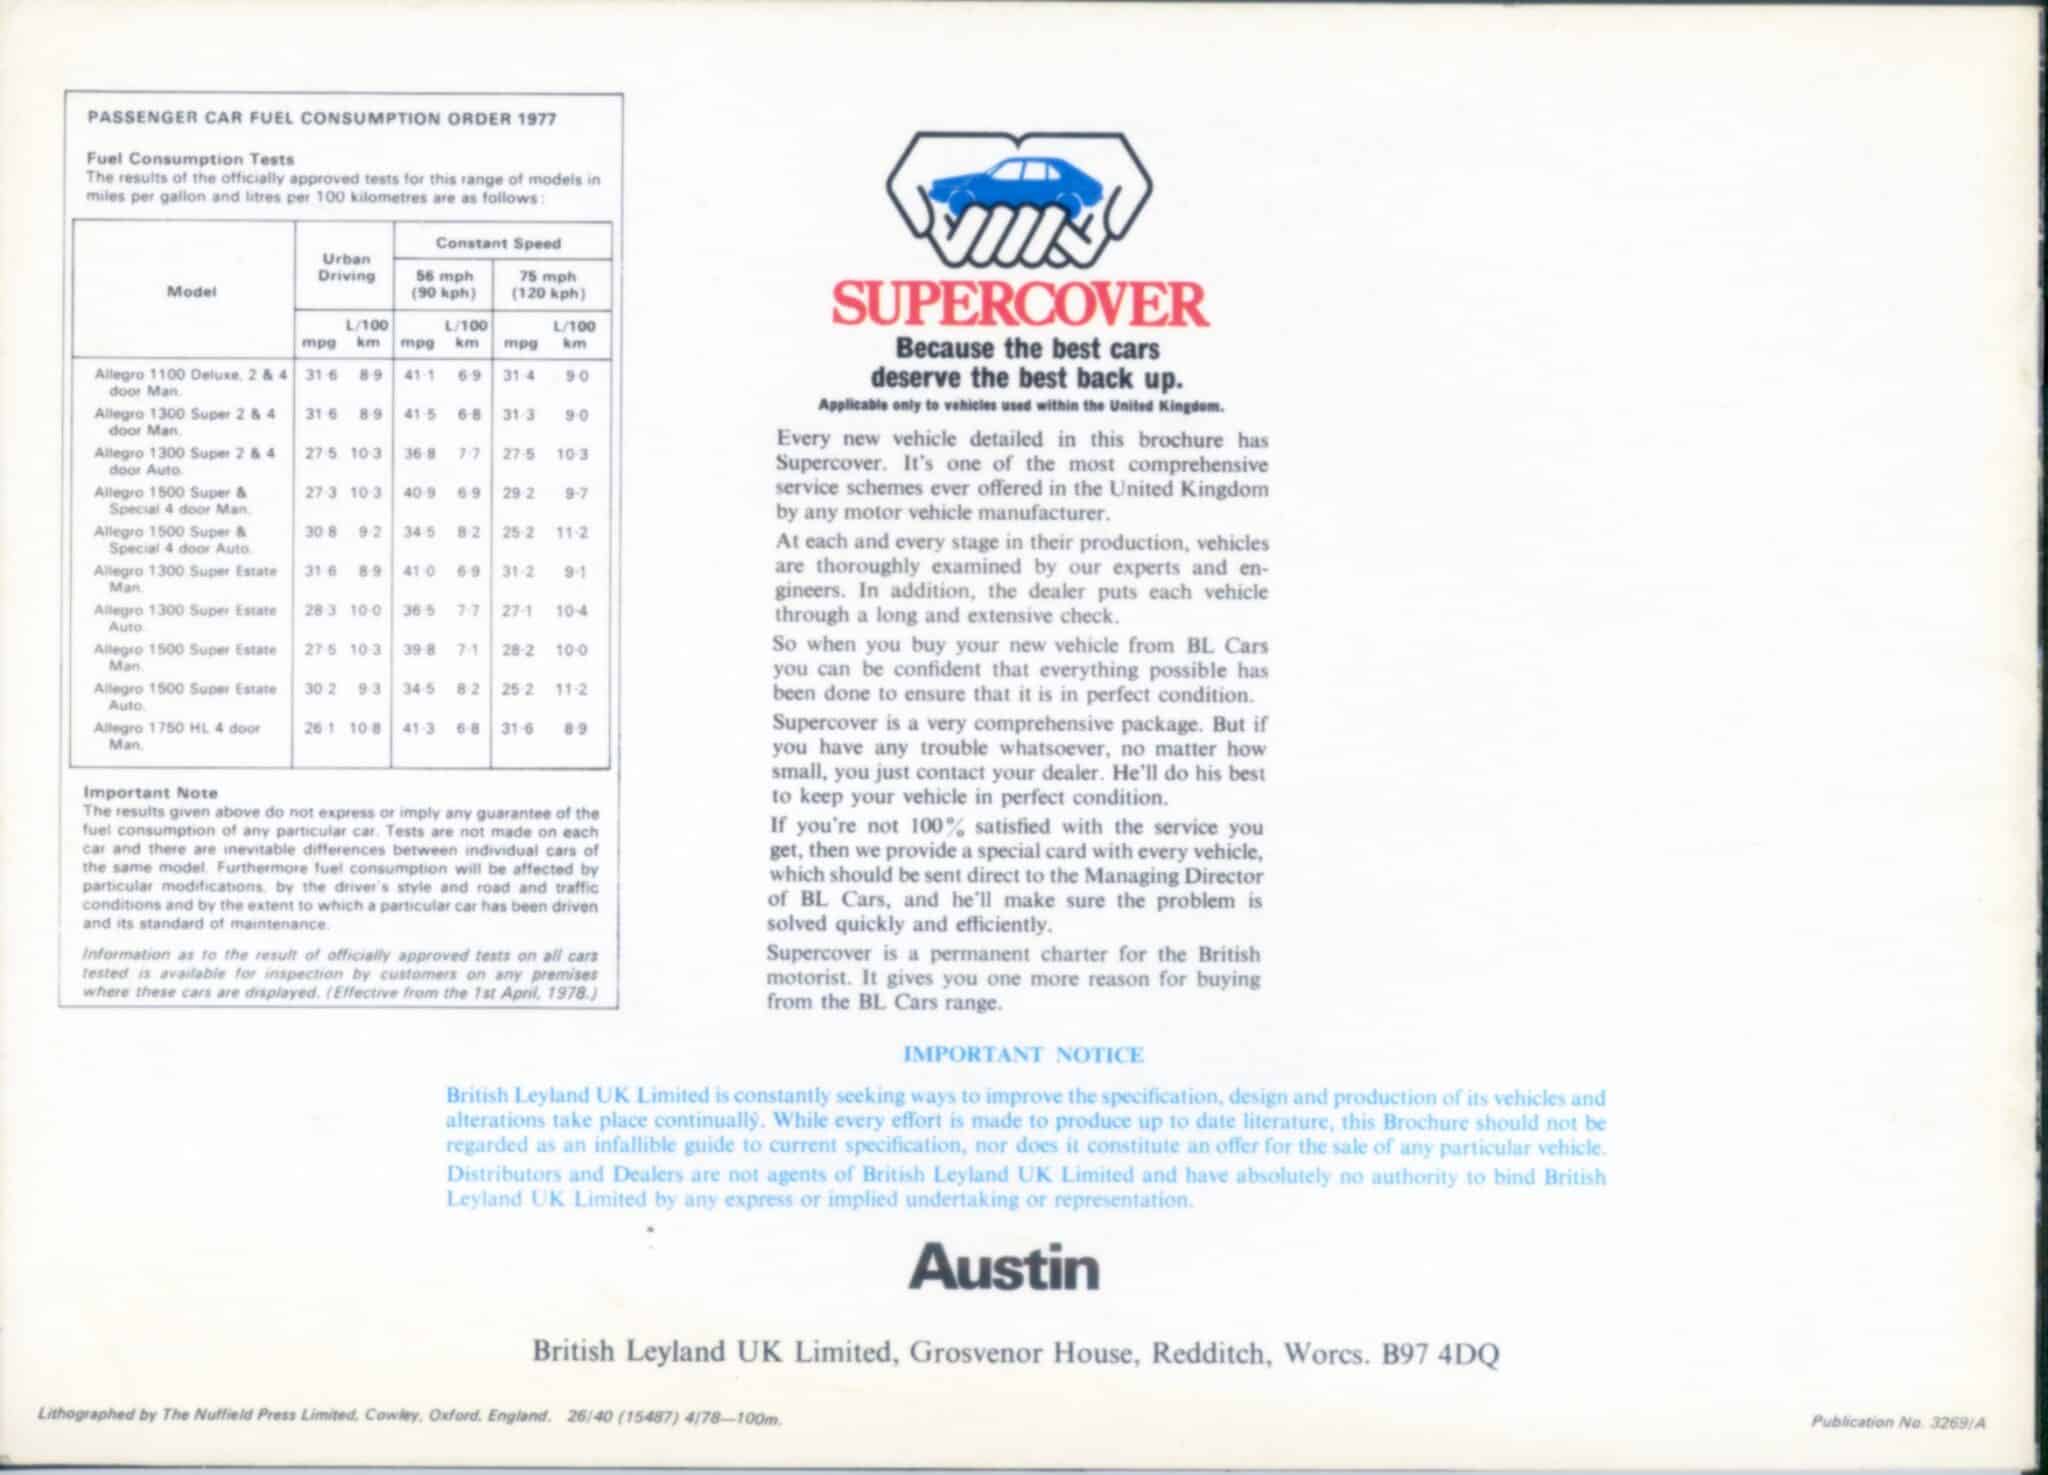 PASSENGER CAR FUEL CONSUMPTION ORDER 1977
Fuel Consumption Tests
The results of the officially approved tests for this range of models in
miles per gallon and litres per 100 kilometres are as follows:
Model
Urban
Driving
Constant Speed
56 mph
(90 kph)
75 mph
(120 kph)
mpg L/100 km mpg L/100 km mpg L/100 km
Allegro 1100 Deluxe, 2 & 4 31·6 8·9 41·1 6·9 31·4 9·0
door Man.
Allegro 1300 Super 2 & 4 31·6 8·9 41·5 6·8 31·3 9·0
door Man.
Allegro 1300 Super 2 & 4 27·5 10·3 36·8 7·7 27·5 10·3
door Auto.
Allegro 1500 Super & 27·3 10·3 40·9 6·9 29·2 9·7
Special 4 door Man.
Allegro 1500 Super & 30·8 9·2 34·5 8·2 25·2 11·2
Special 4 door Auto.
Allegro 1300 Super Estate 31·6 8·9 41·0 6·9 31·2 9·1
Man.
Allegro 1300 Super Estate 28·3 10·0 36·5 7·7 27·1 10·4
Auto.
Allegro 1500 Super Estate 27·5 10·3 39·8 7·1 28·2 10·0
Man.
Allegro 1500 Super Estate 30·2 9·3 34·5 8·2 25·2 11·2
Auto.
Allegro 1750 HL 4 door 26·1 10·8 41·3 6·8 31·6 8·9
Man.
Important Note
The results given above do not express or imply any guarantee of the
fuel consumption of any particular car. Tests are not made on each
car and there are inevitable differences between individual cars of
the same model. Furthermore fuel consumption will be affected by
particular modifications, by the driver's style and road and traffic
conditions and by the extent to which a particular car has been driven
and its standard of maintenance.
Information as to the result of officially approved tests on all cars
tested is available for inspection by customers on any premises
where these cars are displayed. (Effective from the 1st April, 1978.)
SUPERCOVER
Because the best cars
deserve the best back up.
Applicable only to vehicles used within the United Kingdom.
Every new vehicle detailed in this brochure has
Supercover. It's one of the most comprehensive
service schemes ever offered in the United Kingdom
by any motor vehicle manufacturer.
At each and every stage in their production, vehicles
are thoroughly examined by our experts and en-
gineers. In addition, the dealer puts each vehicle
through a long and extensive check.
So when you buy your new vehicle from BL Cars
you can be confident that everything possible has
been done to ensure that it is in perfect condition.
Supercover is a very comprehensive package. But if
you have any trouble whatsoever, no matter how
small, you just contact your dealer. He'll do his best
to keep your vehicle in perfect condition.
If you're not 100% satisfied with the service you
get, then we provide a special card with every vehicle,
which should be sent direct to the Managing Director
of BL Cars, and he'll make sure the problem is
solved quickly and efficiently.
Supercover is a permanent charter for the British
motorist. It gives you one more reason for buying
from the BL Cars range.
IMPORTANT NOTICE
British Leyland UK Limited is constantly seeking ways to improve the specification, design and production of its vehicles and
alterations take place continually. While every effort is made to produce up to date literature, this Brochure should not be
regarded as an infallible guide to current specification, nor does it constitute an offer for the sale of any particular vehicle.
Distributors and Dealers are not agents of British Leyland UK Limited and have absolutely no authority to bind British
Leyland UK Limited by any express or implied undertaking or representation.
Austin
British Leyland UK Limited, Grosvenor House, Redditch, Worcs. B97 4DQ
Lithographed by The Nuffield Press Limited, Cowley, Oxford, England. 26/40 (15487) 4/78—100m.
Publication No. 3269/A